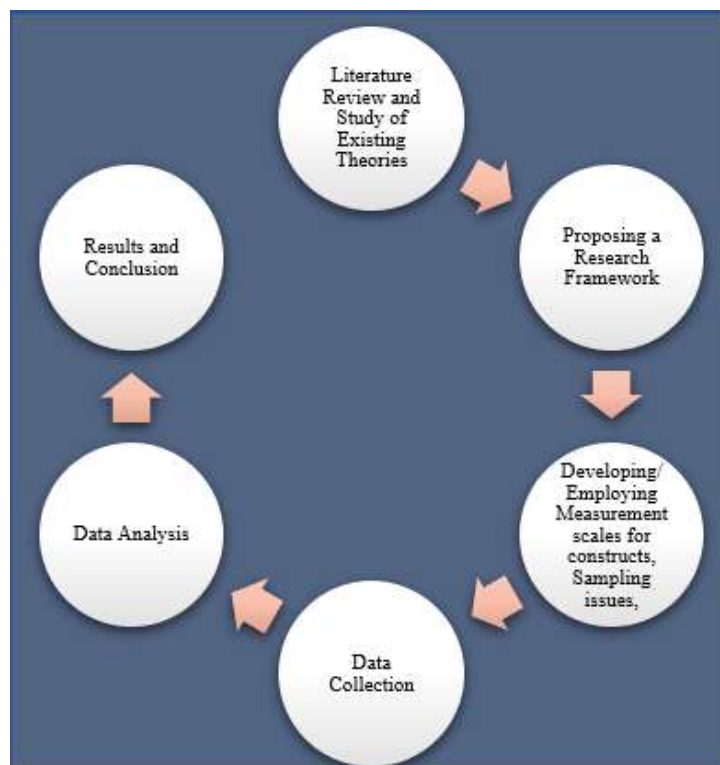 Literature
Review and
Study of
Existing
Theories
Proposing a
Research
Framework
Developing/
Employing
Measurement
scales for
constructs,
Sampling
issues,
Data
Collection
Data Analysis
Results and
Conclusion